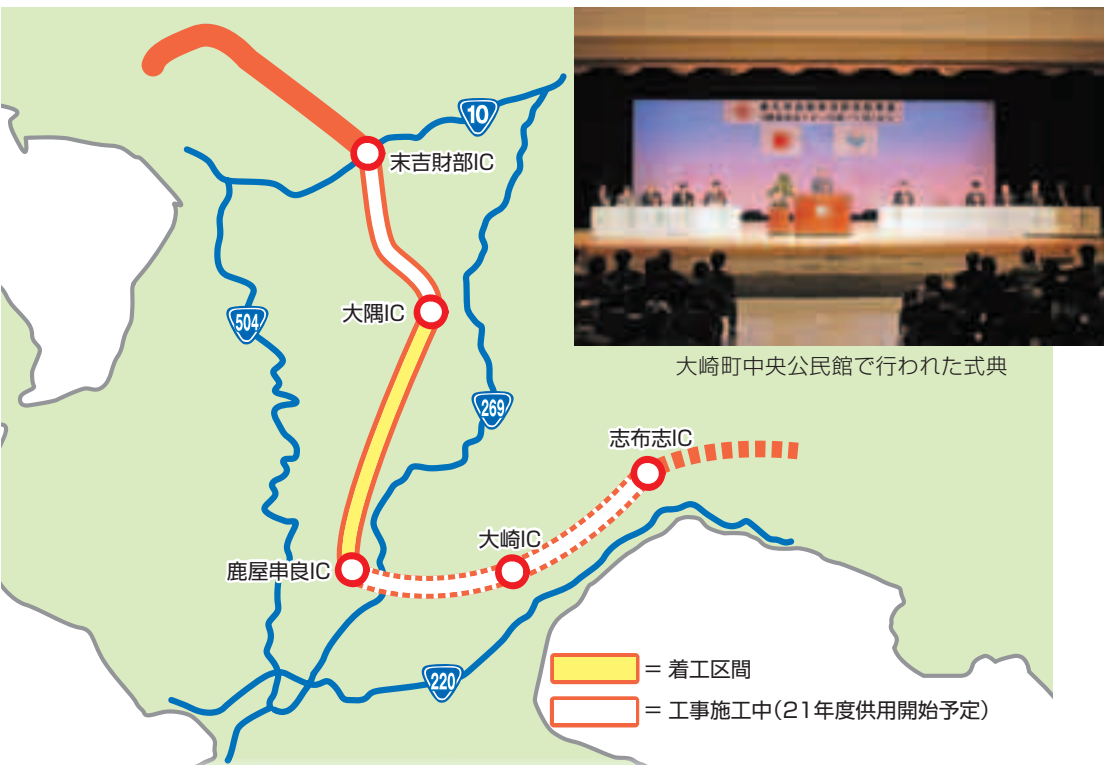 10
末吉財部IC
大隅IC
504
269
大崎町中央公民館で行われた式典
志布志IC
大崎IC
鹿屋串良IC
220
= 着工区間
= 工事施工中(21年度供用開始予定)